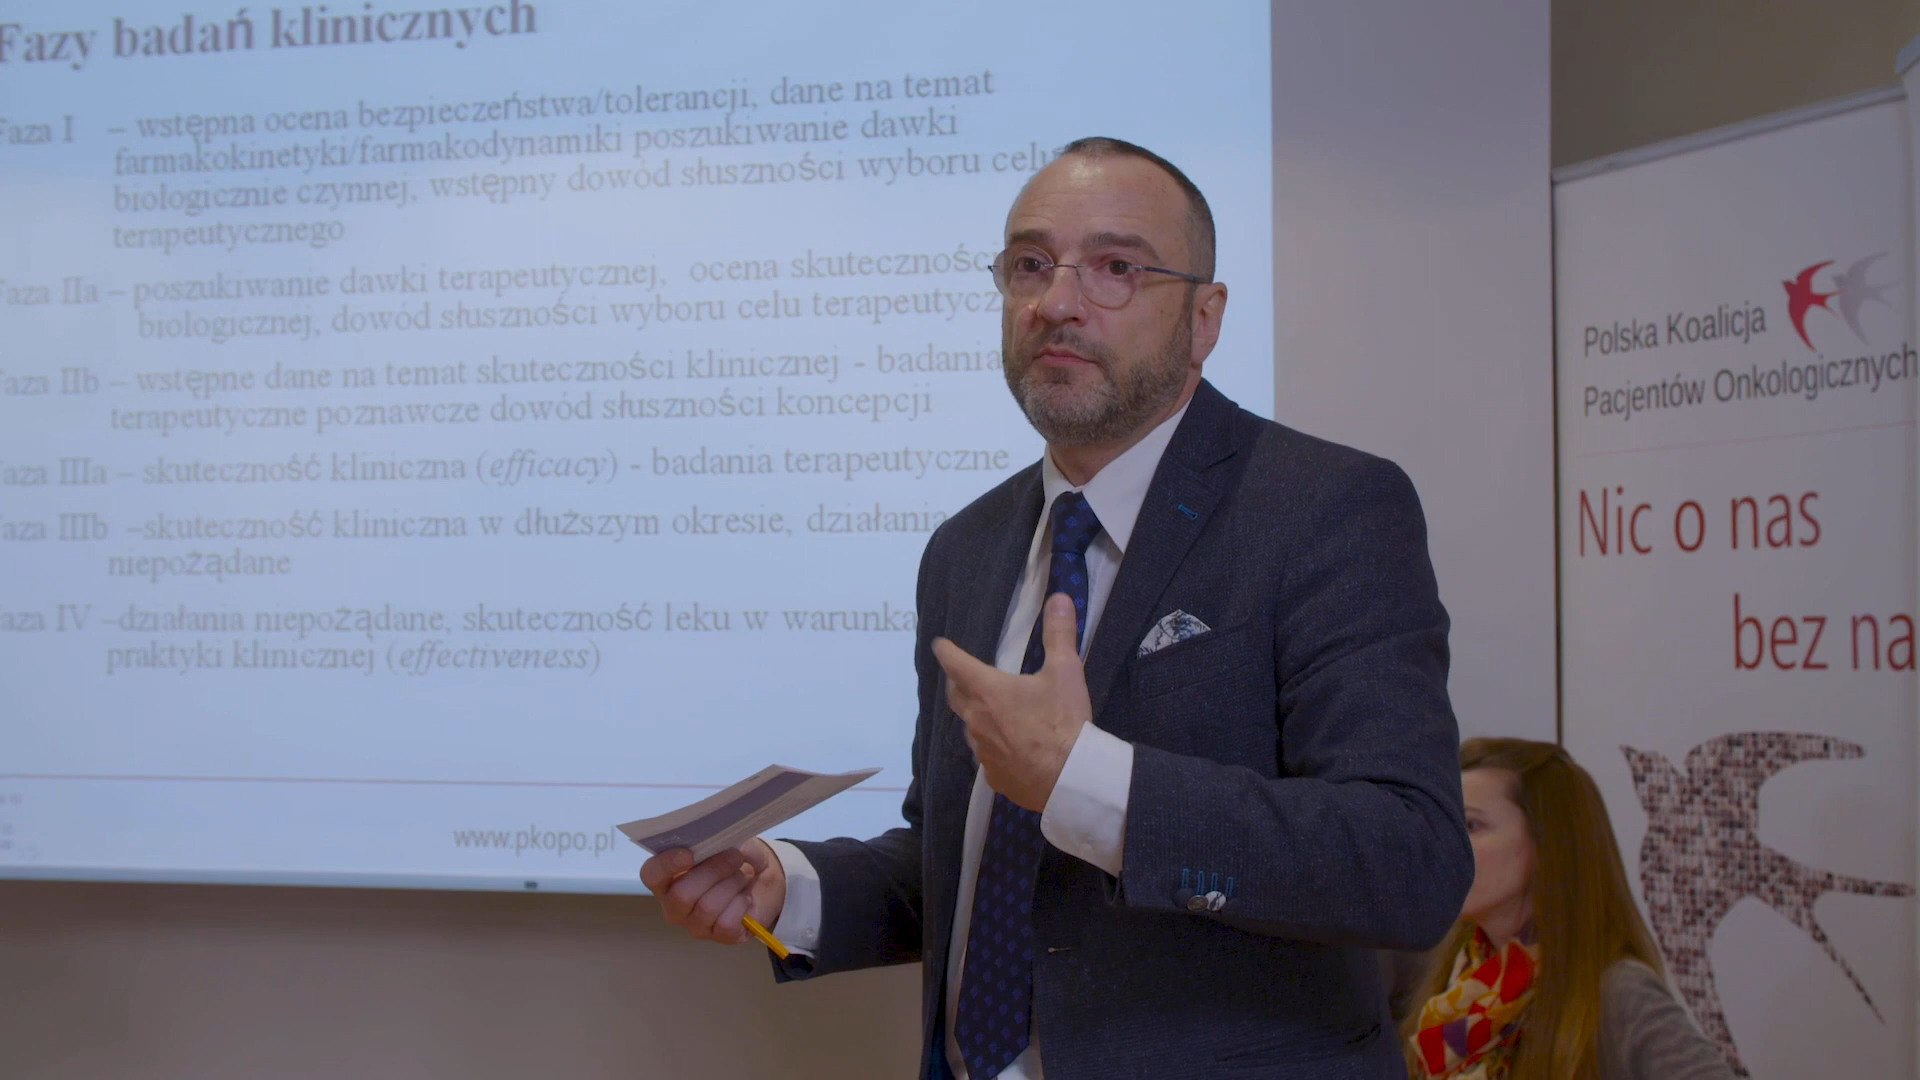 Fazy badań klinicznych
Faza I – wstępna ocena bezpieczeństwa/tolerancji, dane na temat
farmakokinetyki/farmakodynamiki poszukiwanie dawki
biologicznie czynnej, wstępny dowód słuszności wyboru celu
terapeutycznego
Faza IIa – poszukiwanie dawki terapeutycznej, ocena skuteczności
biologicznej, dowód słuszności wyboru celu terapeutycz
aza IIb – wstępne dane na temat skuteczności klinicznej - badania
terapeutyczne poznawcze dowód słuszności koncepcji
aza IIIa – skuteczność kliniczna (efficacy) - badania terapeutyczne
aza IIIb –skuteczność kliniczna w dłuższym okresie, działania
niepożądane
aza IV –działania niepożądane, skuteczność leku w warunka
praktyki klinicznej (effectiveness)
www.pkopo.pl
Polska Koalicja
Pacjentów Onkologicznych
Nic o nas
bez na